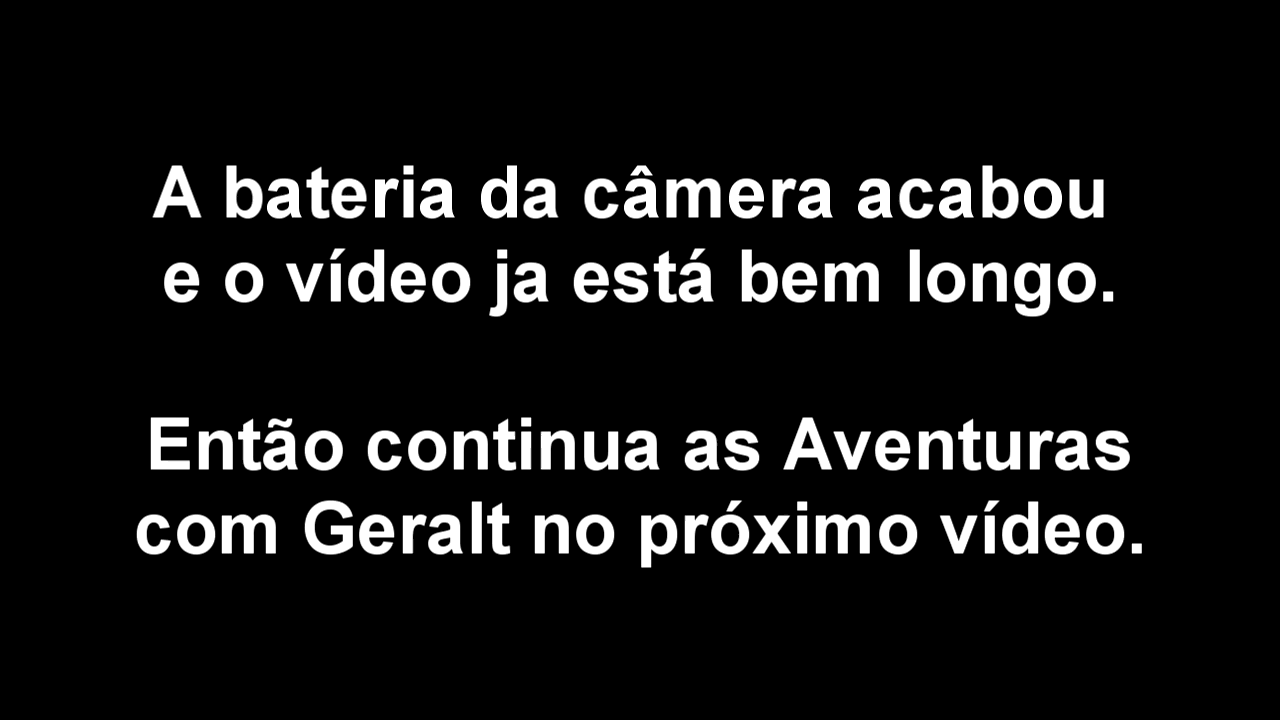 A bateria da câmera acabou
e o vídeo ja está bem longo.
Então continua as Aventuras
com Geralt no próximo vídeo.